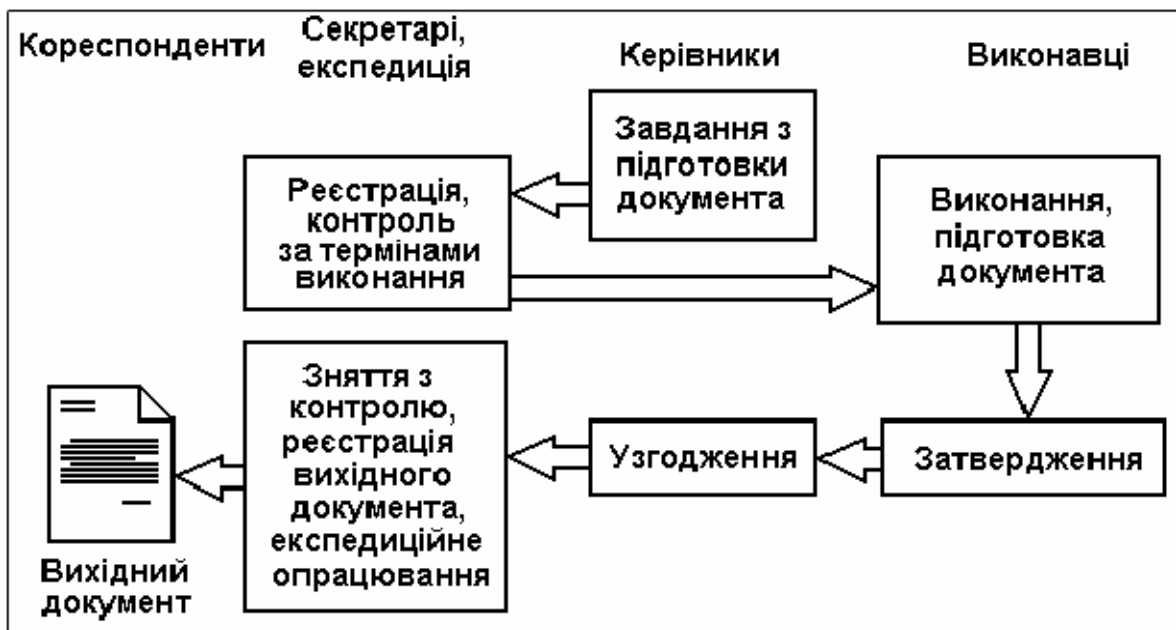 Кореспонденти
Секретарі,
експедиція
Керівники
Виконавці
Завдання з
підготовки
документа
Реєстрація,
контроль
за термінами
виконання
Виконання,
підготовка
документа
Зняття з
контролю,
реєстрація
вихідного
документа,
експедиційне
опрацювання
Узгодження
Затвердження
Вихідний
документ